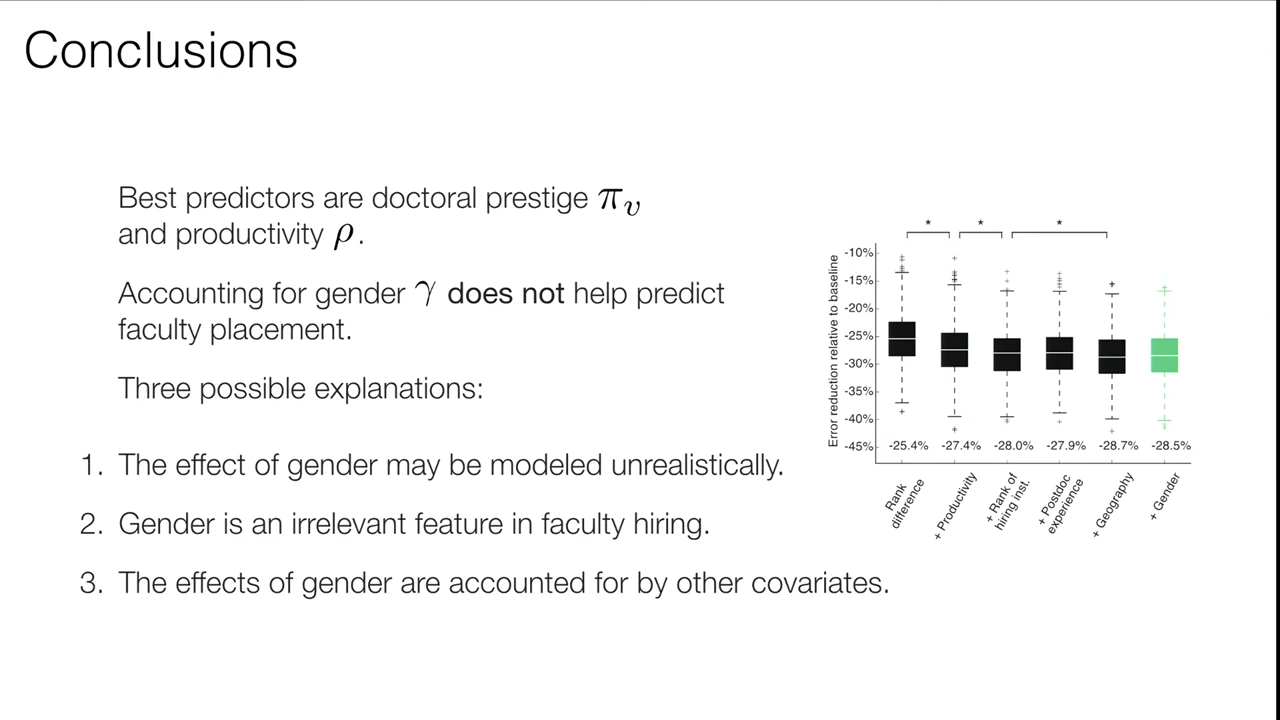 Conclusions
Best predictors are doctoral prestige π_v
and productivity ρ.
Accounting for gender γ does not help predict
faculty placement.
Three possible explanations:
1. The effect of gender may be modeled unrealistically.
2. Gender is an irrelevant feature in faculty hiring.
3. The effects of gender are accounted for by other covariates.
* * *
Error reduction relative to baseline
-10%
-15%
-20%
-25%
-30%
-35%
-40%
-45%
-25.4% -27.4% -28.0% -27.9% -28.7% -28.5%
Rank
difference
+ Productivity
+ Rank of
hiring inst.
+ Postdoc
experience
+ Geography
+ Gender